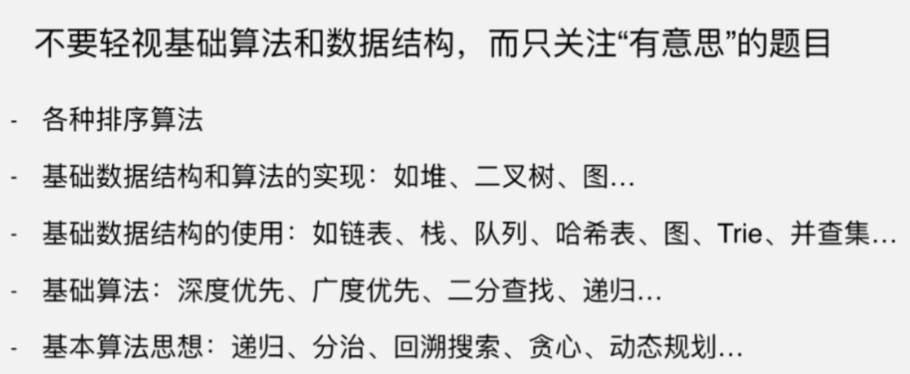 不要轻视基础算法和数据结构，而只关注“有意思”的题目
- 各种排序算法
- 基础数据结构和算法的实现：如堆、二叉树、图...
- 基础数据结构的使用：如链表、栈、队列、哈希表、图、Trie、并查集...
- 基础算法：深度优先、广度优先、二分查找、递归...
- 基本算法思想：递归、分治、回溯搜索、贪心、动态规划...